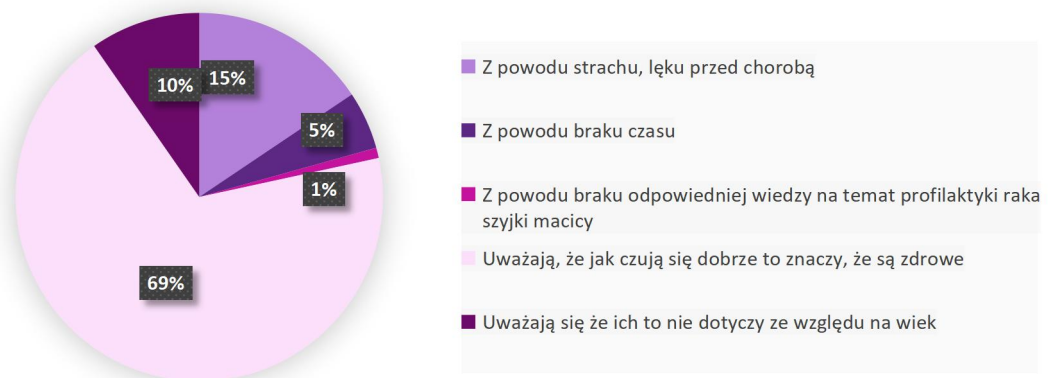 10%
15%
5%
1%
69%
Z powodu strachu, lęku przed chorobą
Z powodu braku czasu
Z powodu braku odpowiedniej wiedzy na temat profilaktyki raka
szyjki macicy
Uważają, że jak czują się dobrze to znaczy, że są zdrowe
Uważają się że ich to nie dotyczy ze względu na wiek